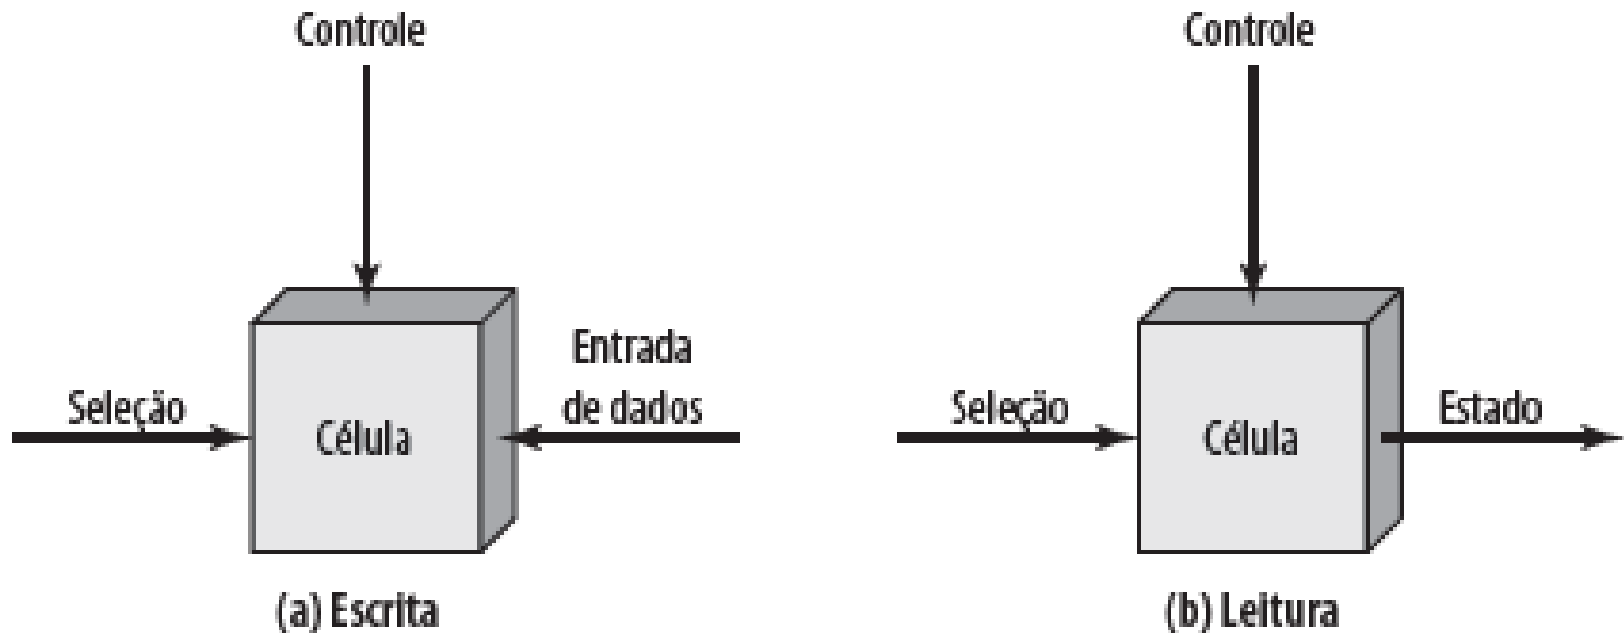 Controle
Seleção
Célula
Entrada
de dados
(a) Escrita
Controle
Seleção
Célula
Estado
(b) Leitura